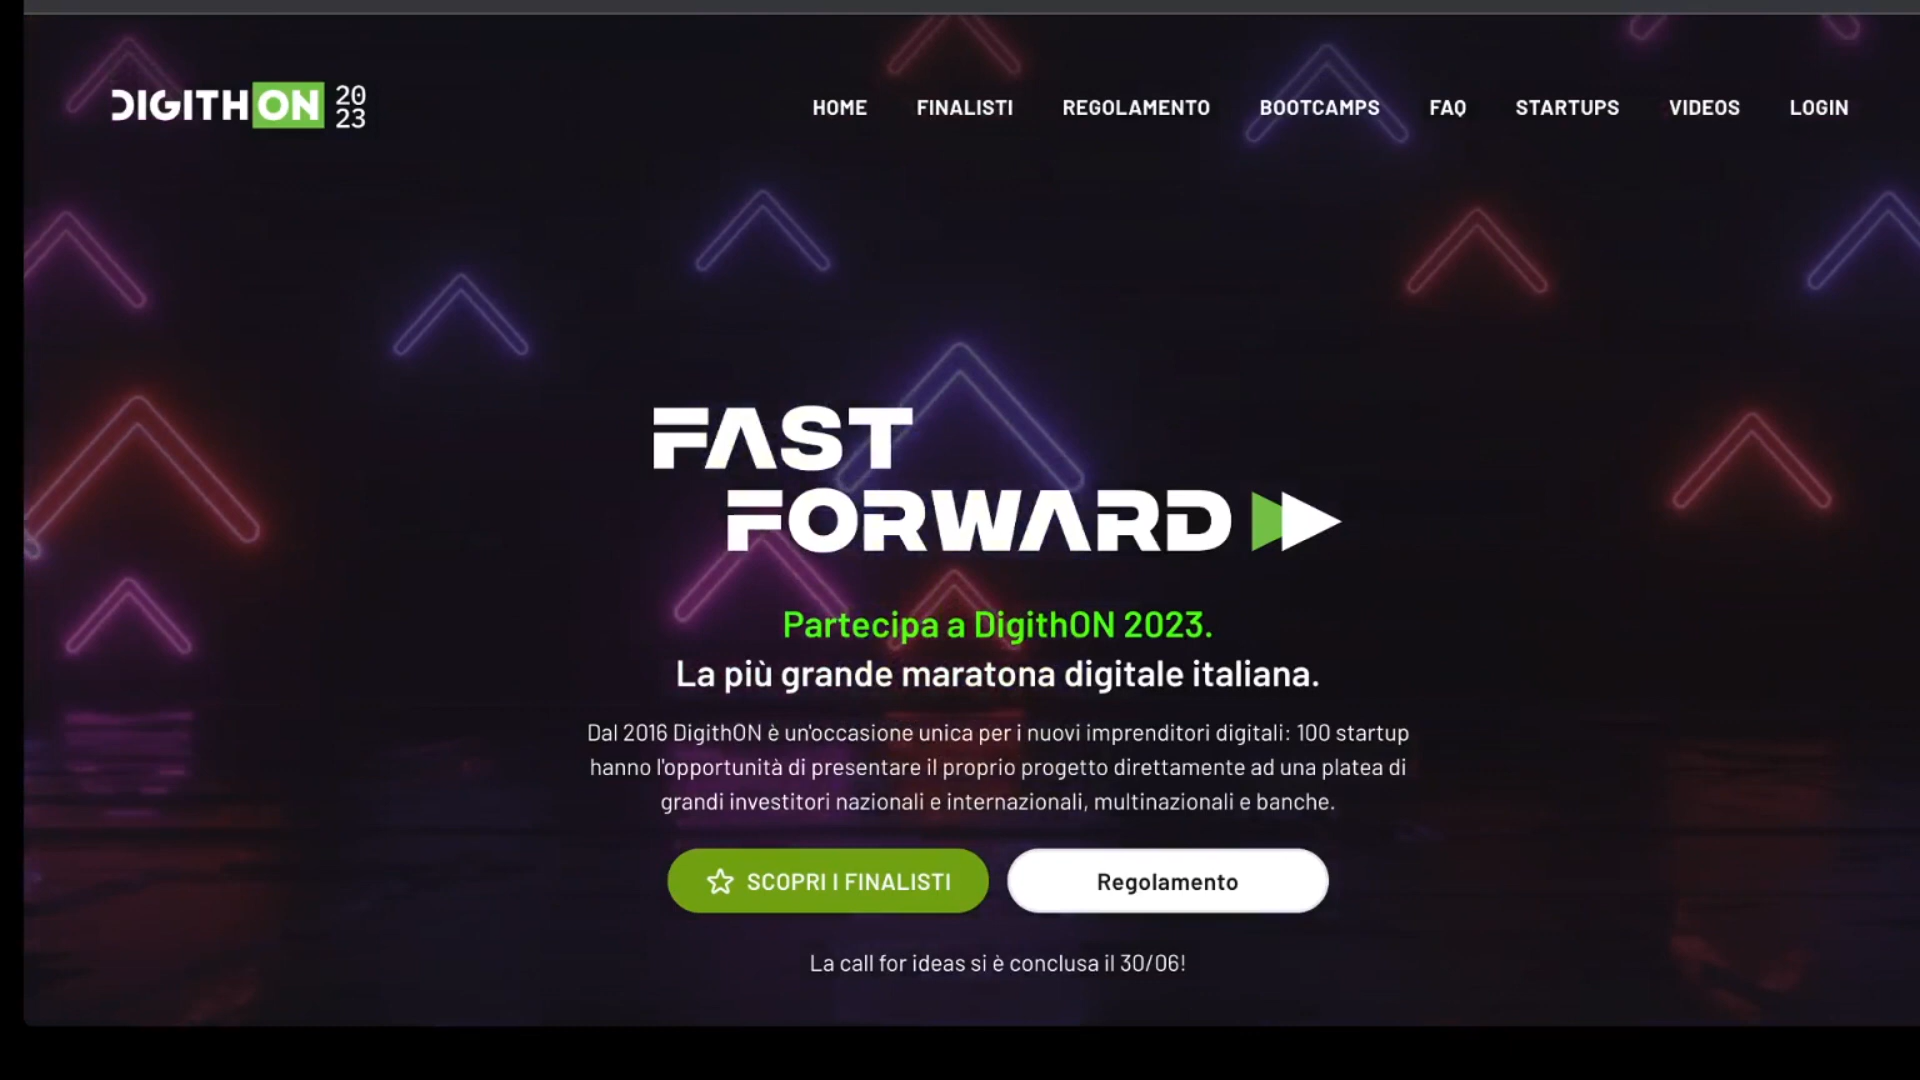 DIGITHON 2023
HOME FINALISTI REGOLAMENTO BOOTCAMPS FAQ STARTUPS VIDEOS LOGIN
FAST
FORWARD
Partecipa a DigithON 2023.
La più grande maratona digitale italiana.
Dal 2016 DigithON è un'occasione unica per i nuovi imprenditori digitali: 100 startup
hanno l'opportunità di presentare il proprio progetto direttamente ad una platea di
grandi investitori nazionali e internazionali, multinazionali e banche.
SCOPRI I FINALISTI
Regolamento
La call for ideas si è conclusa il 30/06!